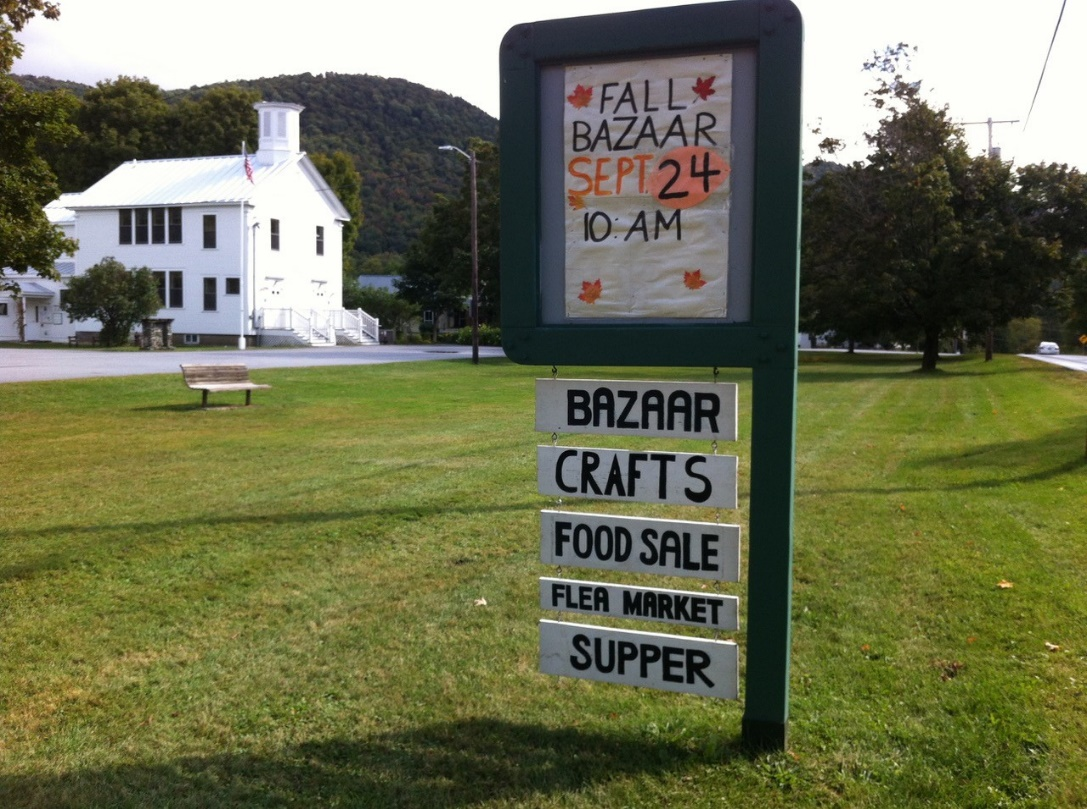 FALL
BAZAAR
SEPT. 24
10:AM
BAZAAR
CRAFTS
FOOD SALE
FLEA MARKET
SUPPER